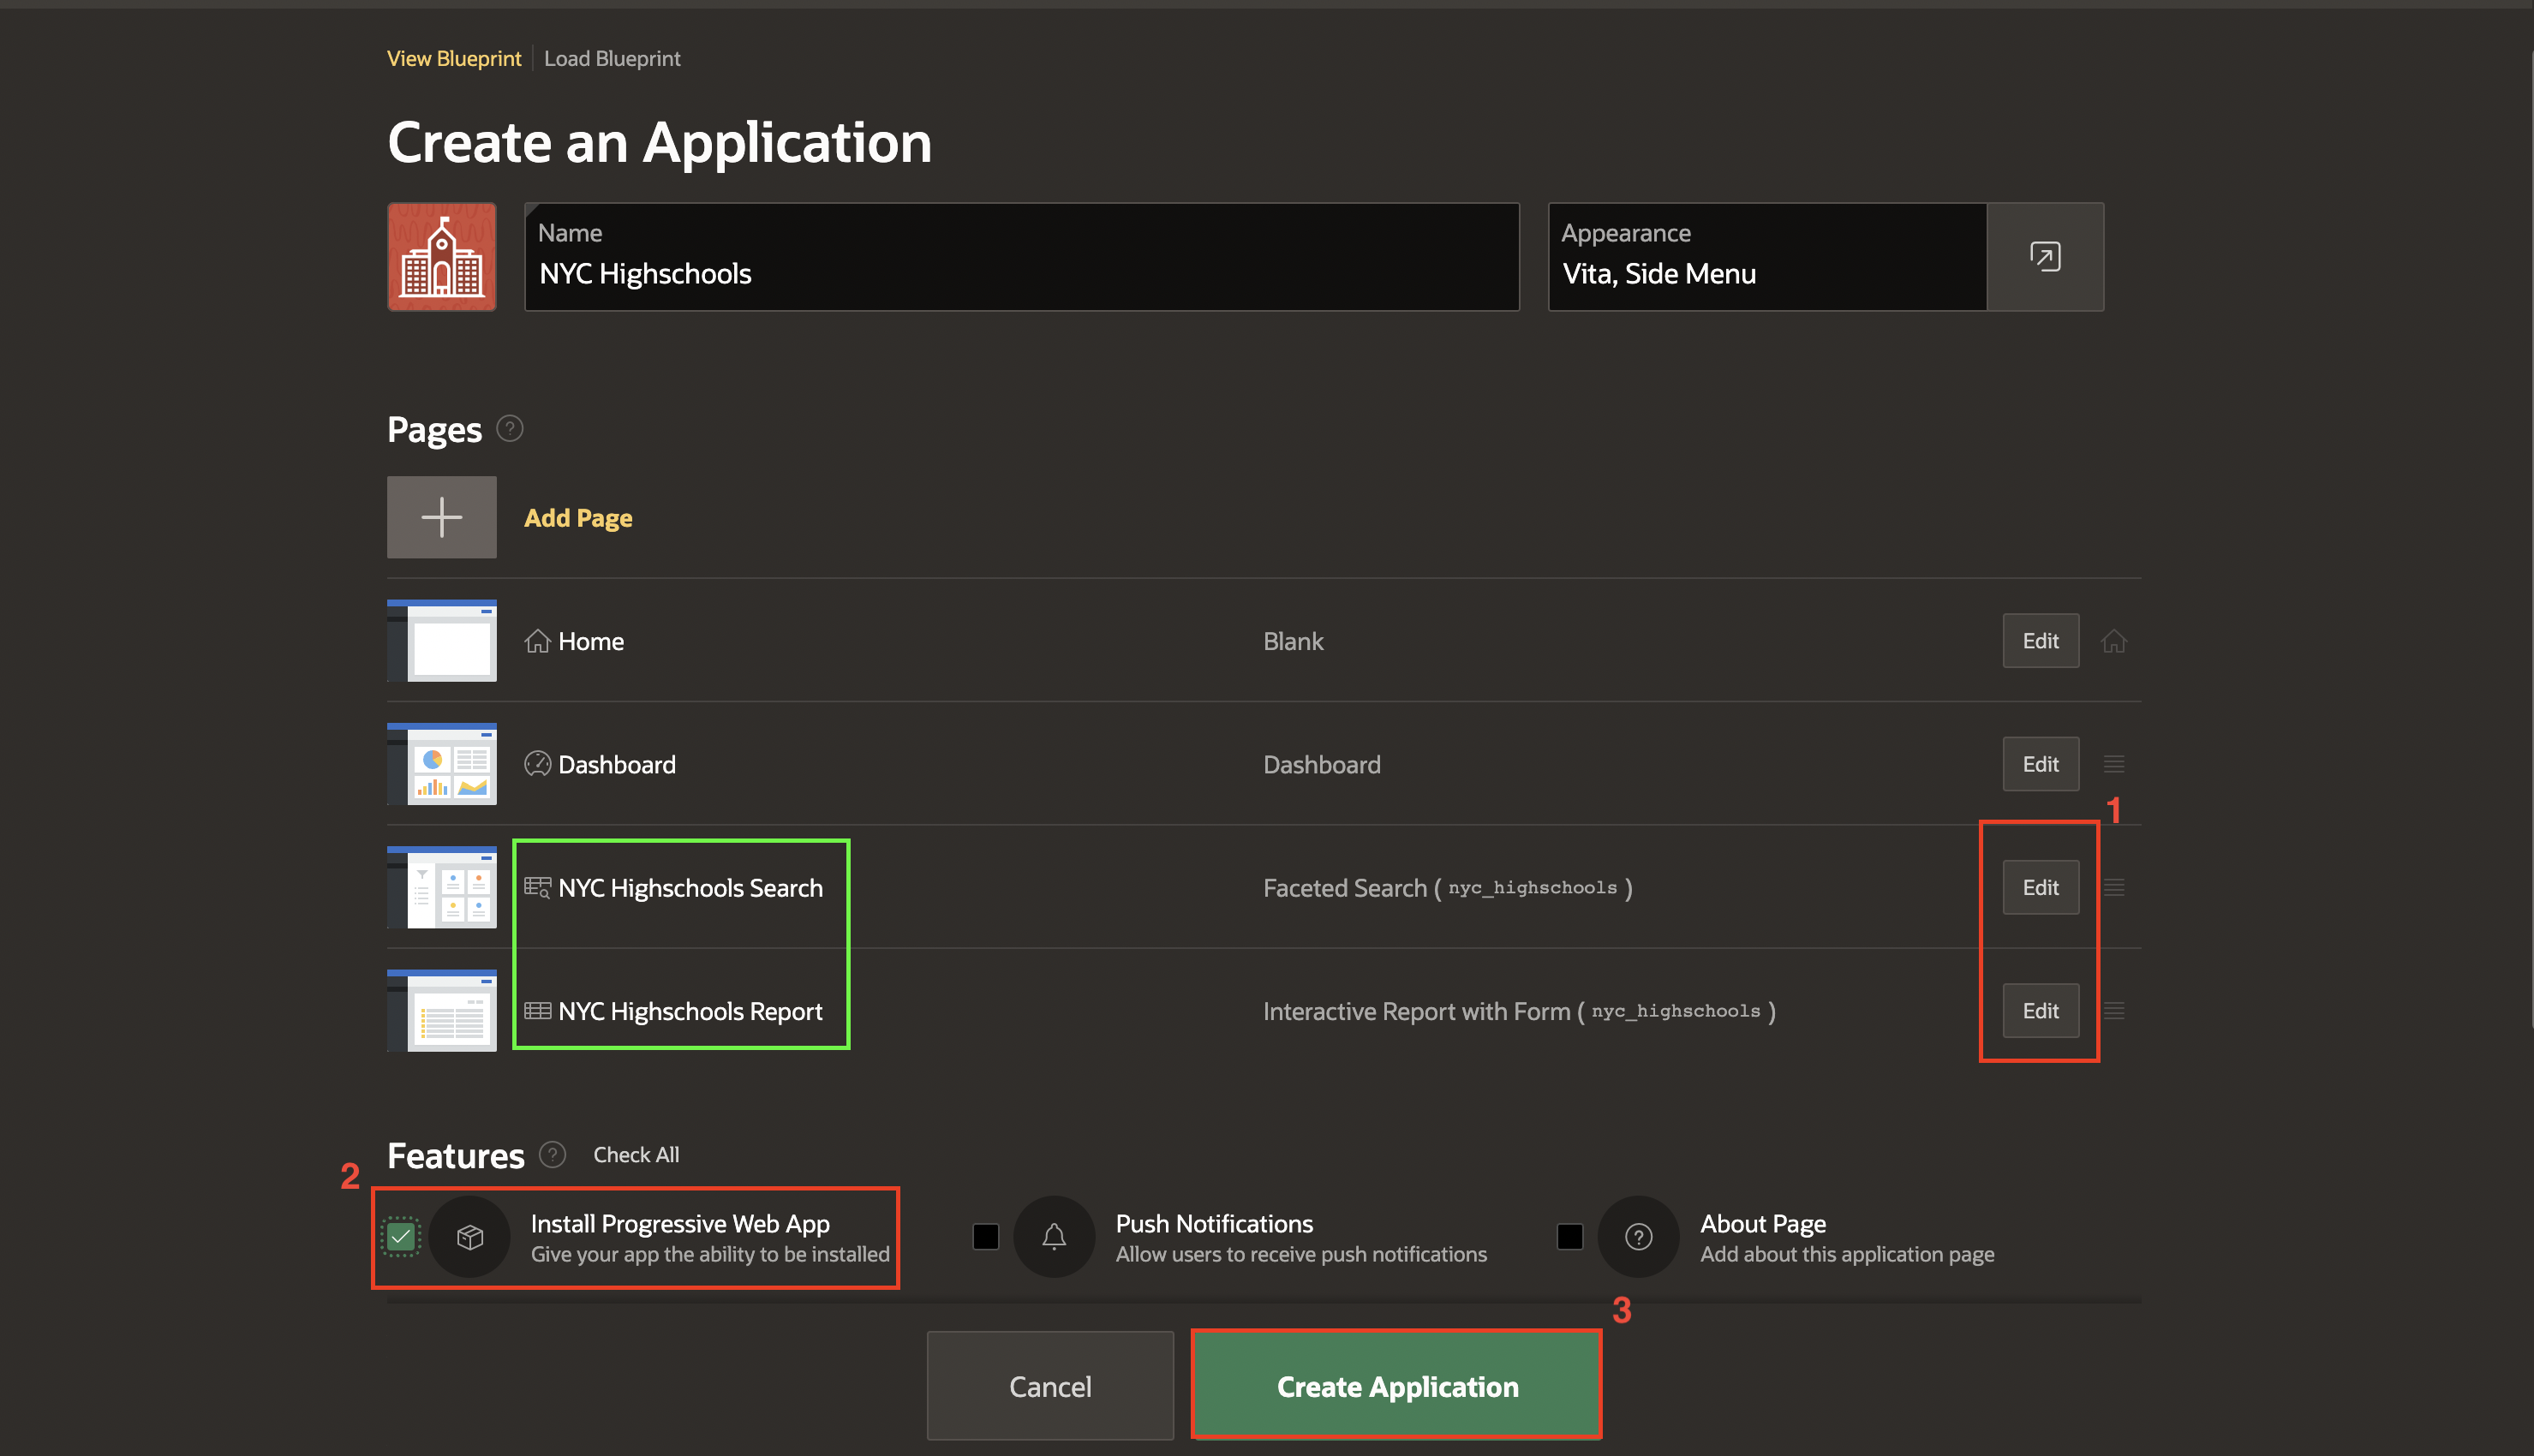 View Blueprint Load Blueprint
Create an Application
Name
NYC Highschools
Appearance
Vita, Side Menu
Pages ?
Add Page
Home Blank Edit
Dashboard Dashboard Edit
1
NYC Highschools Search Faceted Search ( nyc_highschools ) Edit
NYC Highschools Report Interactive Report with Form ( nyc_highschools ) Edit
Features ? Check All
2
Install Progressive Web App
Give your app the ability to be installed
Push Notifications
Allow users to receive push notifications
?
About Page
Add about this application page
3
Cancel
Create Application